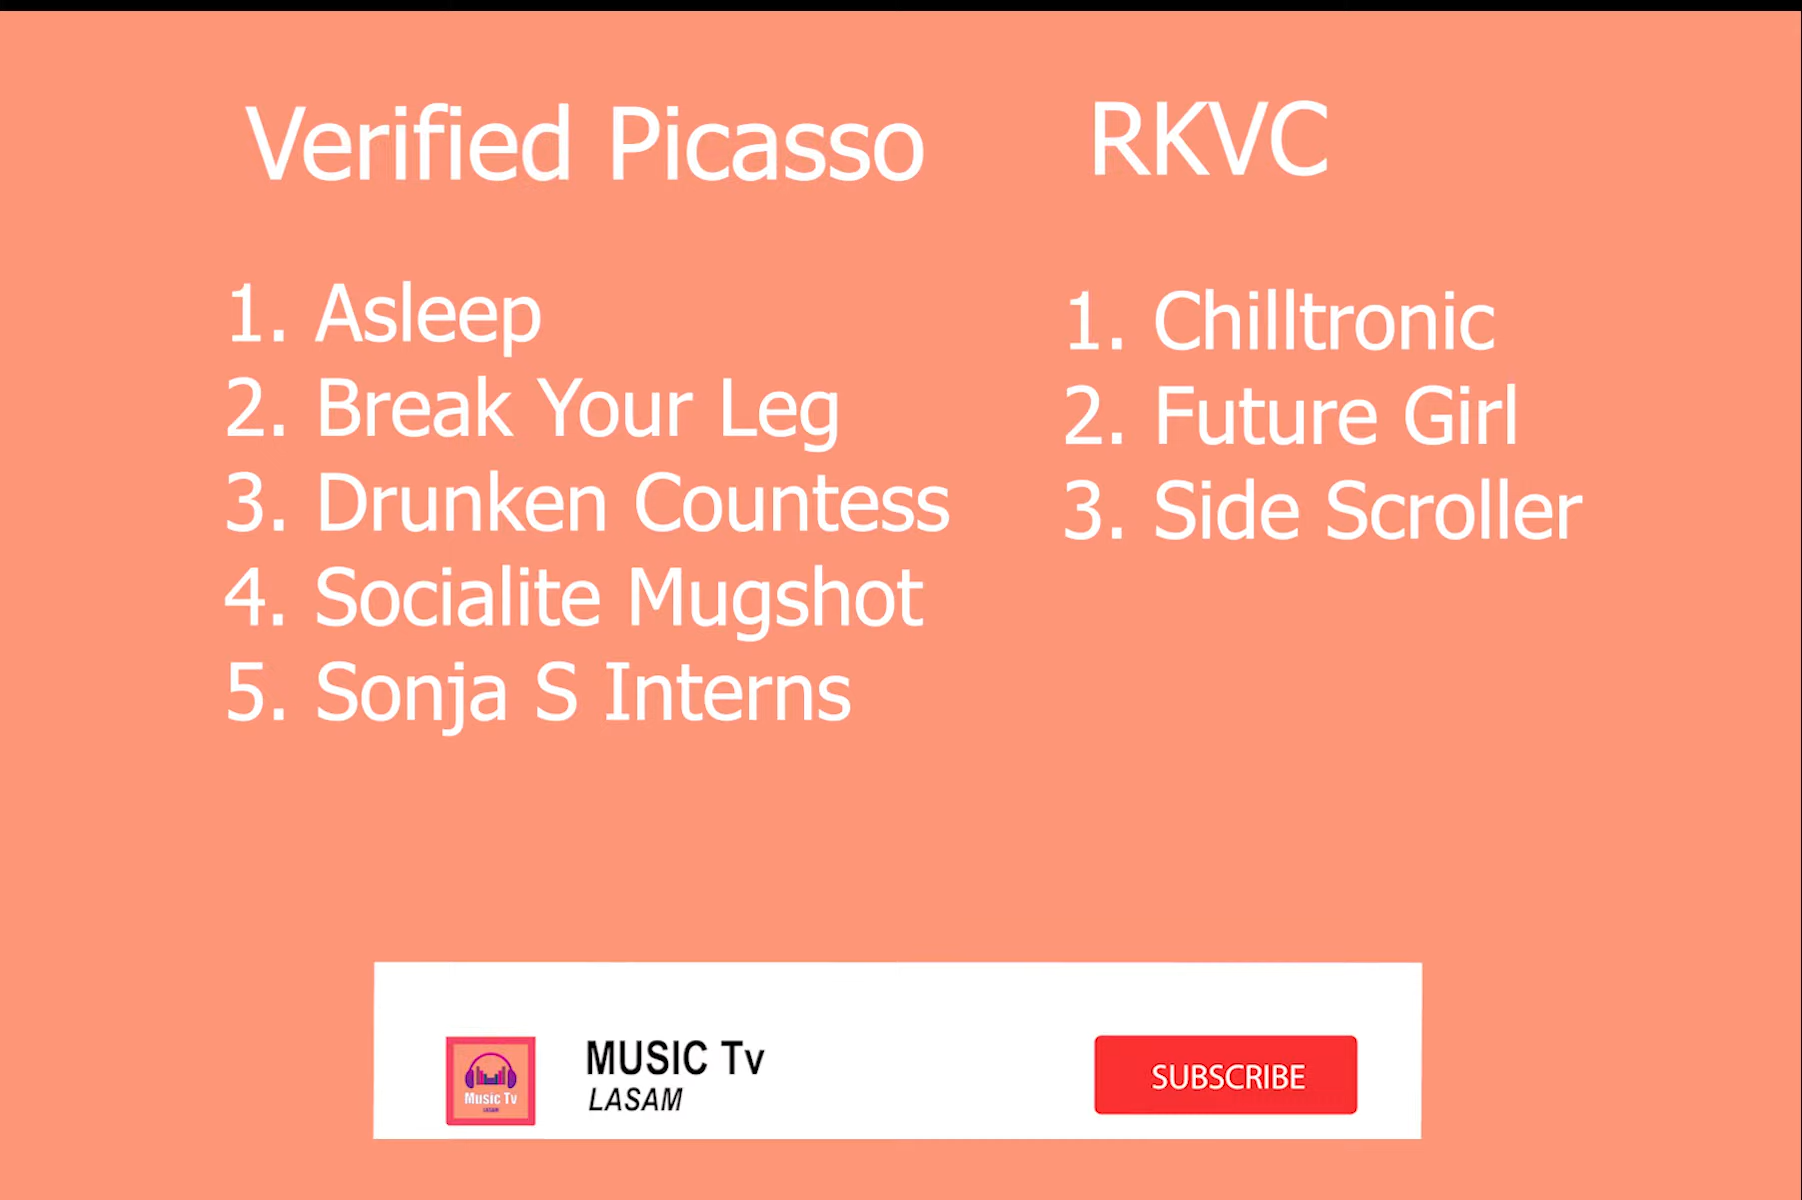 Verified Picasso
1. Asleep
2. Break Your Leg
3. Drunken Countess
4. Socialite Mugshot
5. Sonja S Interns
RKVC
1. Chilltronic
2. Future Girl
3. Side Scroller
Music Tv
LASAM
MUSIC Tv
LASAM
SUBSCRIBE